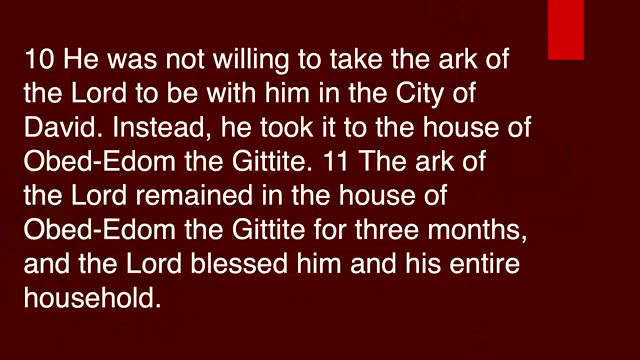 10 He was not willing to take the ark of
the Lord to be with him in the City of
David. Instead, he took it to the house of
Obed-Edom the Gittite. 11 The ark of
the Lord remained in the house of
Obed-Edom the Gittite for three months,
and the Lord blessed him and his entire
household.